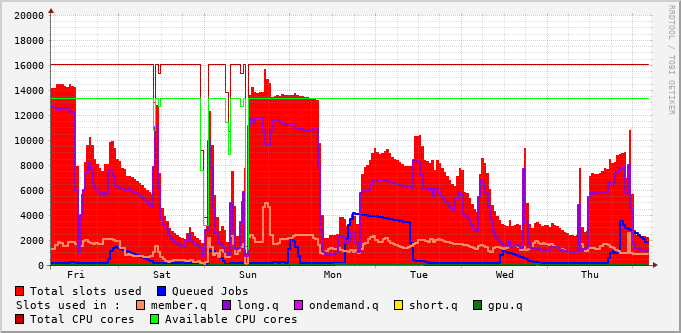 20000
18000
16000
14000
12000
10000
8000
6000
4000
2000
0
Fri Sat Sun Mon Tue Wed Thu
Total slots used Queued Jobs
Slots used in : member.q long.q ondemand.q short.q gpu.q
Total CPU cores Available CPU cores
RRDTOOL / TOBI OETIKER